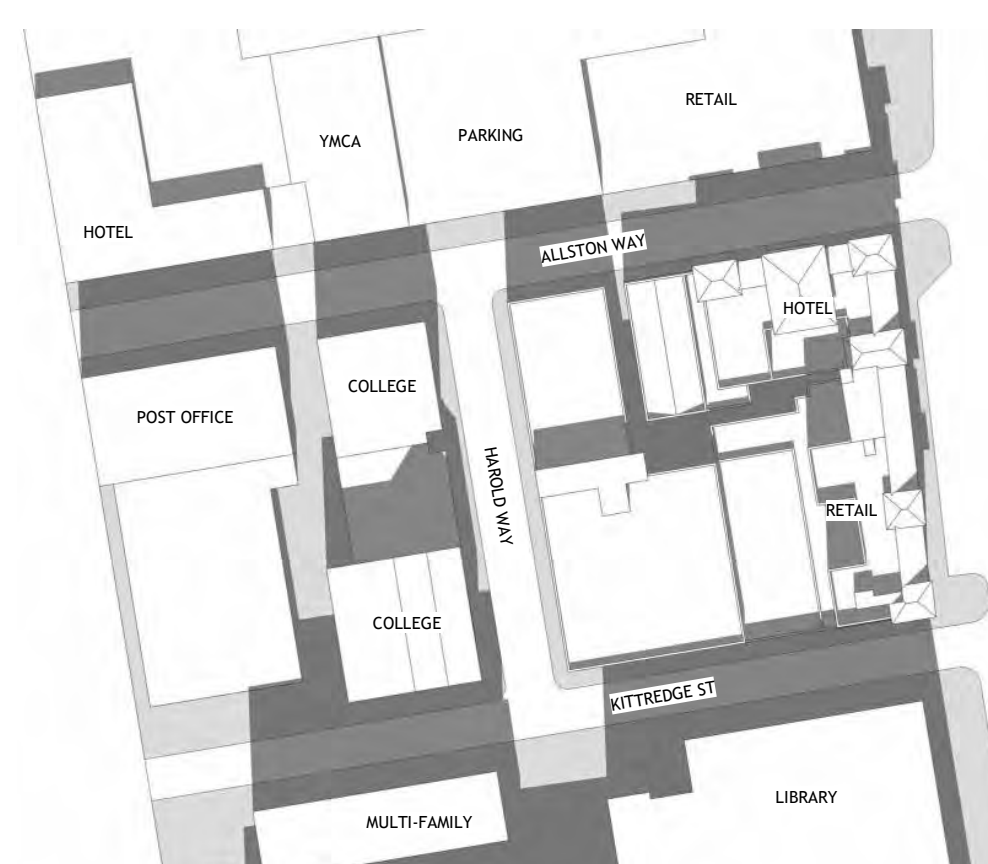 RETAIL
PARKING
YMCA
HOTEL
ALLSTON WAY
HOTEL
COLLEGE
POST OFFICE
HAROLD WAY
RETAIL
COLLEGE
KITTREDGE ST
LIBRARY
MULTI-FAMILY